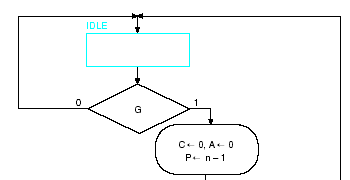 IDLE
0
G
1
C ← 0, A ← 0
P ← n – 1